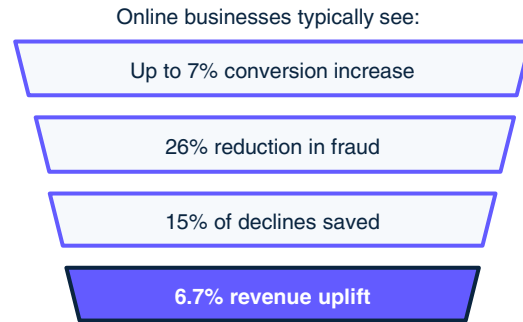 Online businesses typically see:
Up to 7% conversion increase
26% reduction in fraud
15% of declines saved
6.7% revenue uplift